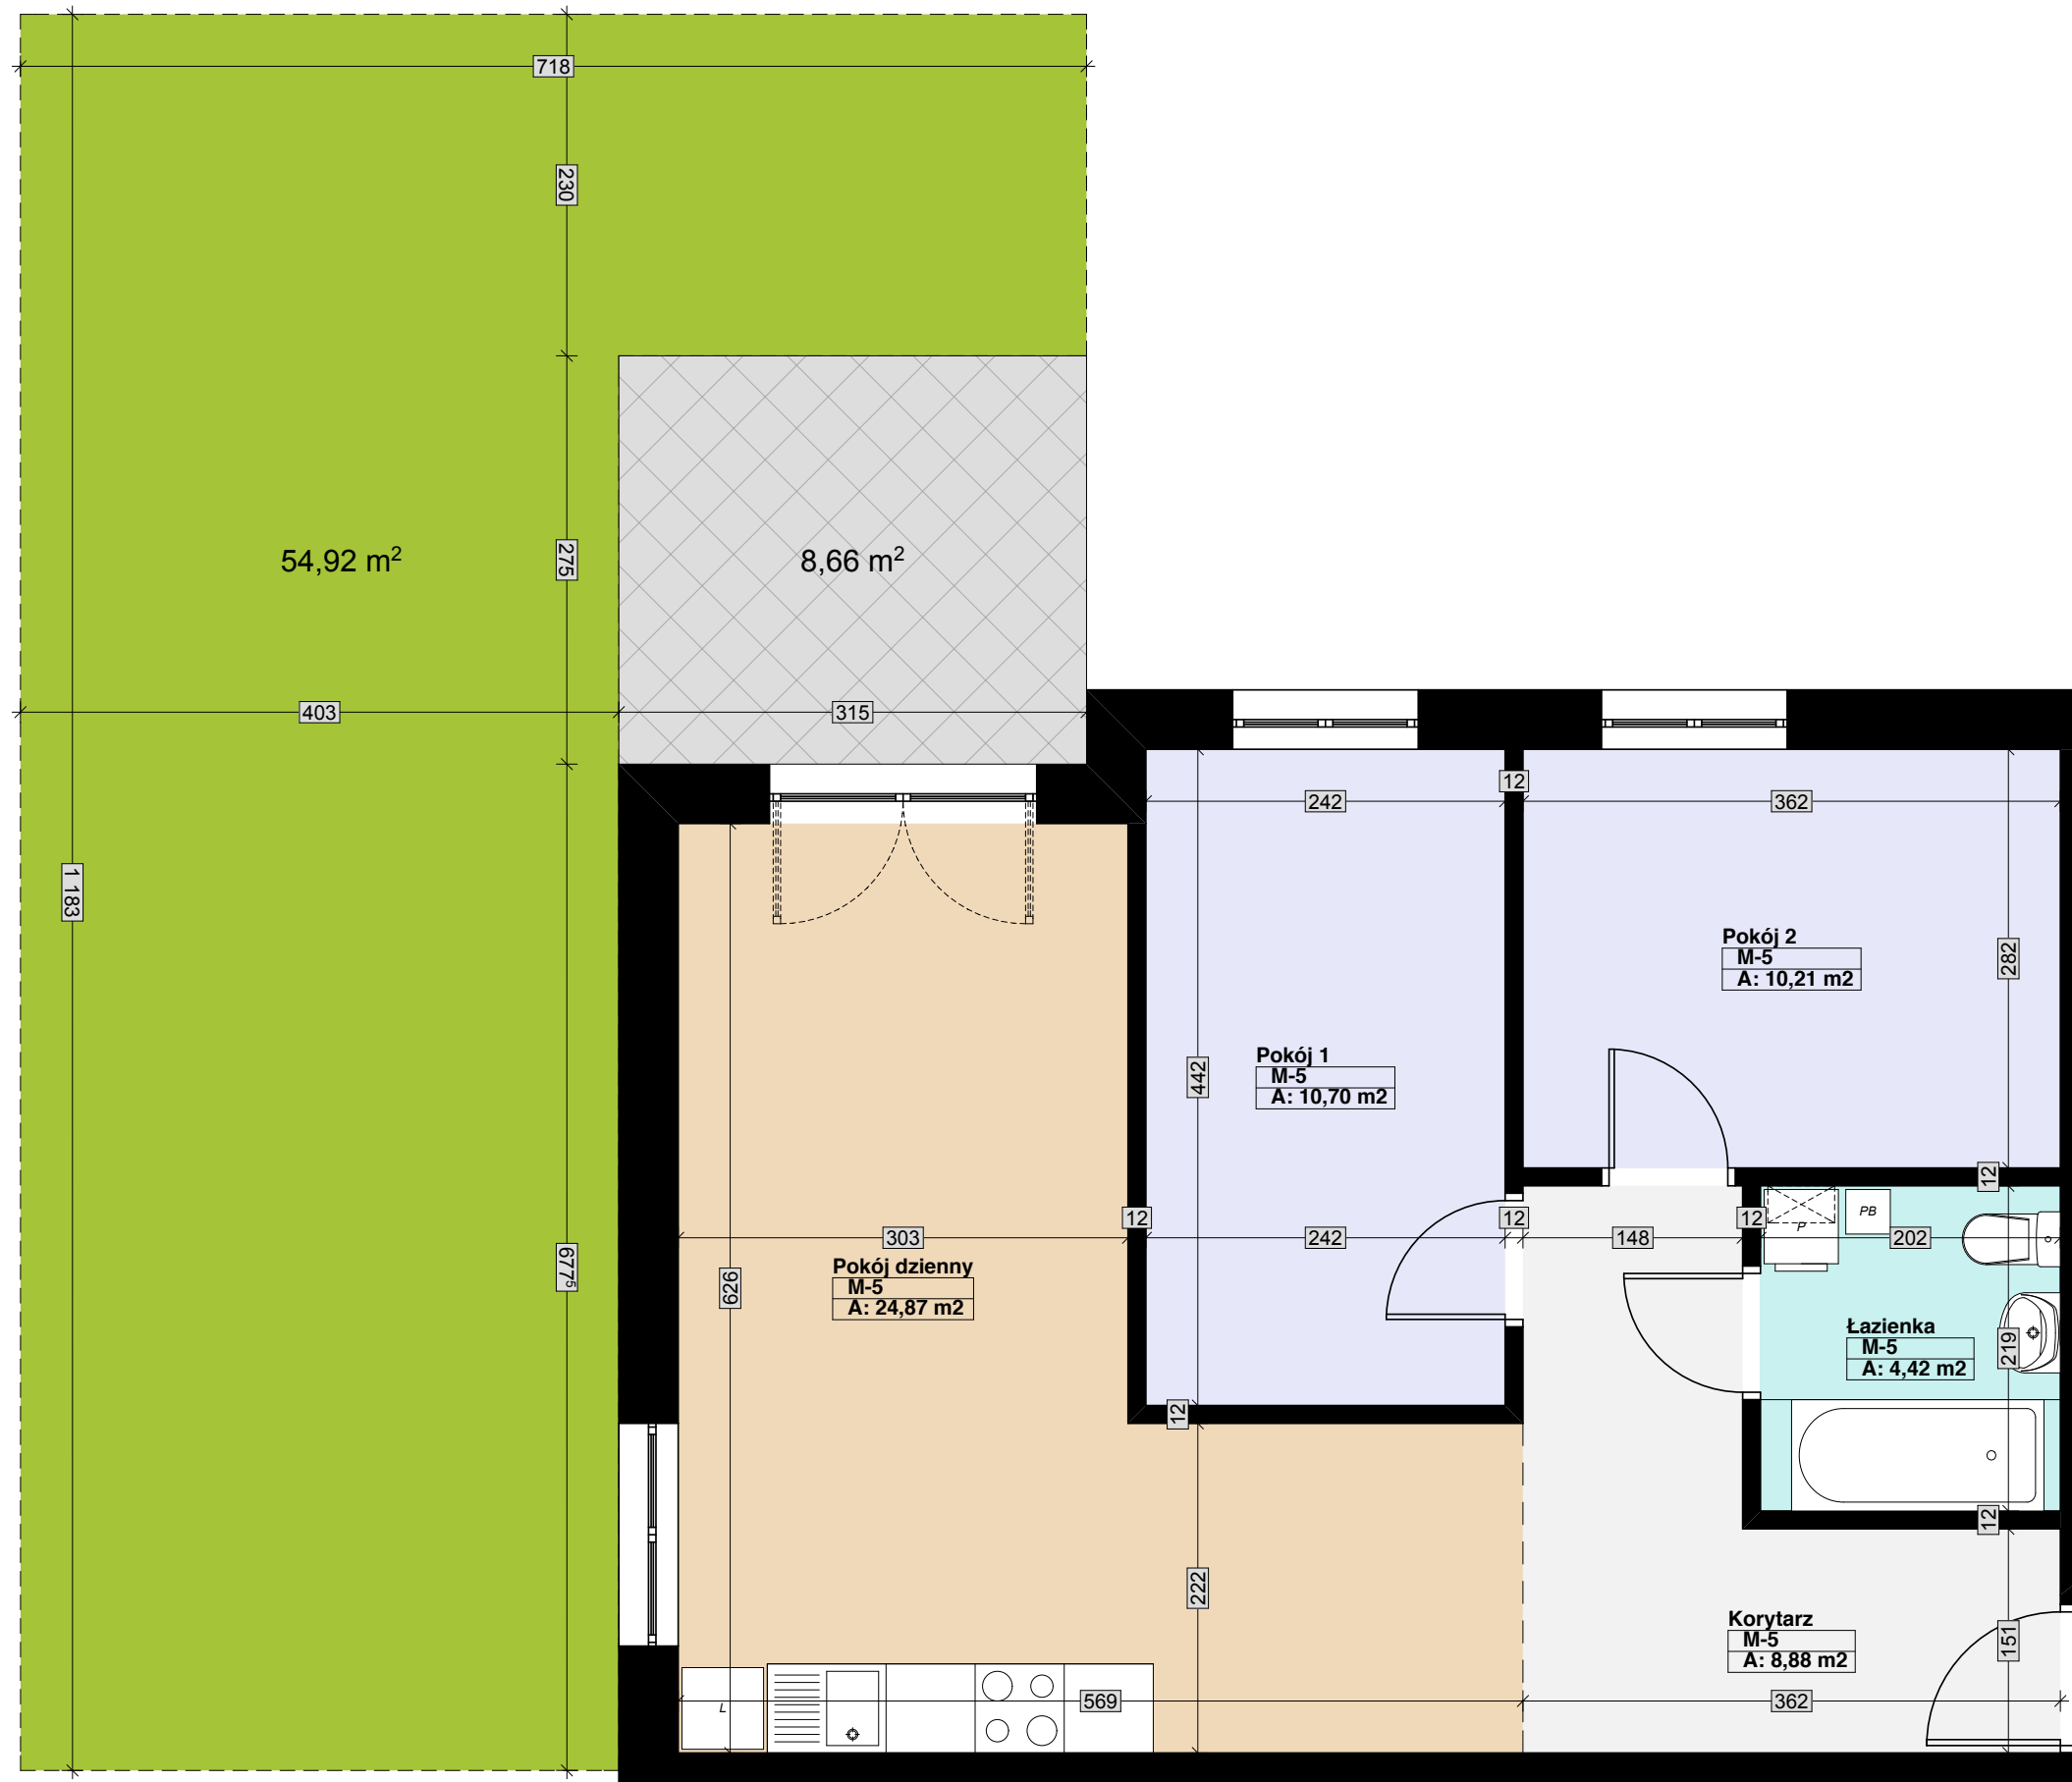 718
230
54,92 m²
275
8,66 m²
403
315
12
242
362
1 183
Pokój 2
M-5
A: 10,21 m2
282
Pokój 1
M-5
A: 10,70 m2
442
12
12
12
12
PB
P
303
242
148
202
Pokój dzienny
M-5
A: 24,87 m2
626
677⁵
Łazienka
M-5
A: 4,42 m2
219
12
12
222
Korytarz
M-5
A: 8,88 m2
151
L
569
362